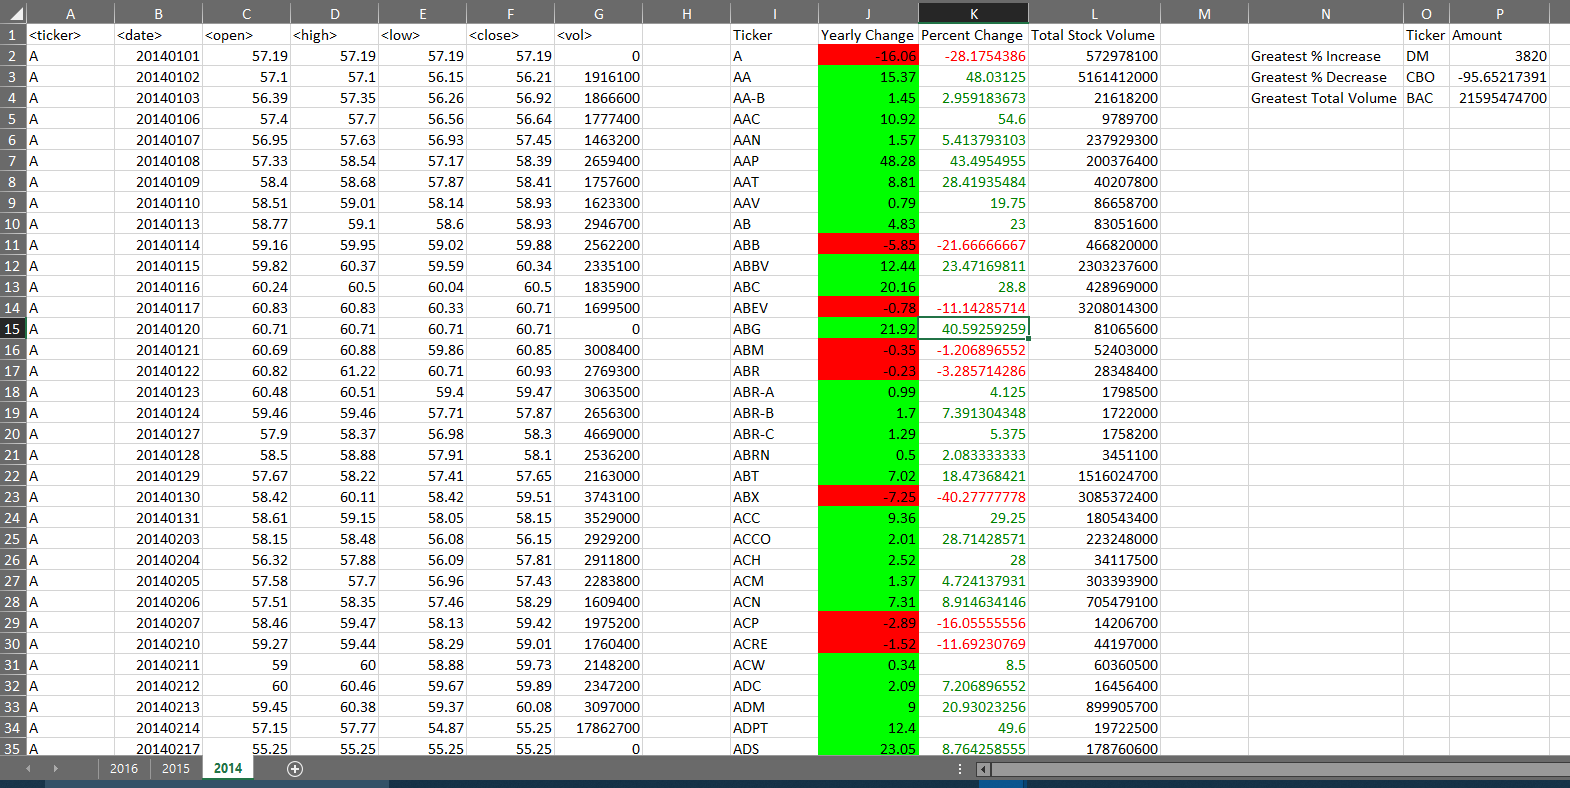 A B C D E F G H I J K L M N O P
1 <ticker> <date> <open> <high> <low> <close> <vol> Ticker Yearly Change Percent Change Total Stock Volume Ticker Amount
2 A 20140101 57.19 57.19 57.19 57.19 0 A -16.06 -28.1754386 572978100 Greatest % Increase DM 3820
3 A 20140102 57.1 57.1 56.15 56.21 1916100 AA 15.37 48.03125 5161412000 Greatest % Decrease CBO -95.65217391
4 A 20140103 56.39 57.35 56.26 56.92 1866600 AA-B 1.45 2.959183673 21618200 Greatest Total Volume BAC 21595474700
5 A 20140106 57.4 57.7 56.56 56.64 1777400 AAC 10.92 54.6 9789700
6 A 20140107 56.95 57.63 56.93 57.45 1463200 AAN 1.57 5.413793103 237929300
7 A 20140108 57.33 58.54 57.17 58.39 2659400 AAP 48.28 43.4954955 200376400
8 A 20140109 58.4 58.68 57.87 58.41 1757600 AAT 8.81 28.41935484 40207800
9 A 20140110 58.51 59.01 58.14 58.93 1623300 AAV 0.79 19.75 86658700
10 A 20140113 58.77 59.1 58.6 58.93 2946700 AB 4.83 23 83051600
11 A 20140114 59.16 59.95 59.02 59.88 2562200 ABB -5.85 -21.66666667 466820000
12 A 20140115 59.82 60.37 59.59 60.34 2335100 ABBV 12.44 23.47169811 2303237600
13 A 20140116 60.24 60.5 60.04 60.5 1835900 ABC 20.16 28.8 428969000
14 A 20140117 60.83 60.83 60.33 60.71 1699500 ABEV -0.78 -11.14285714 3208014300
15 A 20140120 60.71 60.71 60.71 60.71 0 ABG 21.92 40.59259259 81065600
16 A 20140121 60.69 60.88 59.86 60.85 3008400 ABM -0.35 -1.206896552 52403000
17 A 20140122 60.82 61.22 60.71 60.93 2769300 ABR -0.23 -3.285714286 28348400
18 A 20140123 60.48 60.51 59.4 59.47 3063500 ABR-A 0.99 4.125 1798500
19 A 20140124 59.46 59.46 57.71 57.87 2656300 ABR-B 1.7 7.391304348 1722000
20 A 20140127 57.9 58.37 56.98 58.3 4669000 ABR-C 1.29 5.375 1758200
21 A 20140128 58.5 58.88 57.91 58.1 2536200 ABRN 0.5 2.083333333 3451100
22 A 20140129 57.67 58.22 57.41 57.65 2163000 ABT 7.02 18.47368421 1516024700
23 A 20140130 58.42 60.11 58.42 59.51 3743100 ABX -7.25 -40.27777778 3085372400
24 A 20140131 58.61 59.15 58.05 58.15 3529000 ACC 9.36 29.25 180543400
25 A 20140203 58.15 58.48 56.08 56.15 2929200 ACCO 2.01 28.71428571 223248000
26 A 20140204 56.32 57.88 56.09 57.81 2911800 ACH 2.52 28 34117500
27 A 20140205 57.58 57.7 56.96 57.43 2283800 ACM 1.37 4.724137931 303393900
28 A 20140206 57.51 58.35 57.46 58.29 1609400 ACN 7.31 8.914634146 705479100
29 A 20140207 58.46 59.47 58.13 59.42 1975200 ACP -2.89 -16.05555556 14206700
30 A 20140210 59.27 59.44 58.29 59.01 1760400 ACRE -1.52 -11.69230769 44197000
31 A 20140211 59 60 58.88 59.73 2148200 ACW 0.34 8.5 60360500
32 A 20140212 60 60.46 59.67 59.89 2347200 ADC 2.09 7.206896552 16456400
33 A 20140213 59.45 60.38 59.37 60.08 3097000 ADM 9 20.93023256 899905700
34 A 20140214 57.15 57.77 54.87 55.25 17862700 ADPT 12.4 49.6 19722500
35 A 20140217 55.25 55.25 55.25 55.25 0 ADS 23.05 8.764258555 178760600
2016 2015 2014